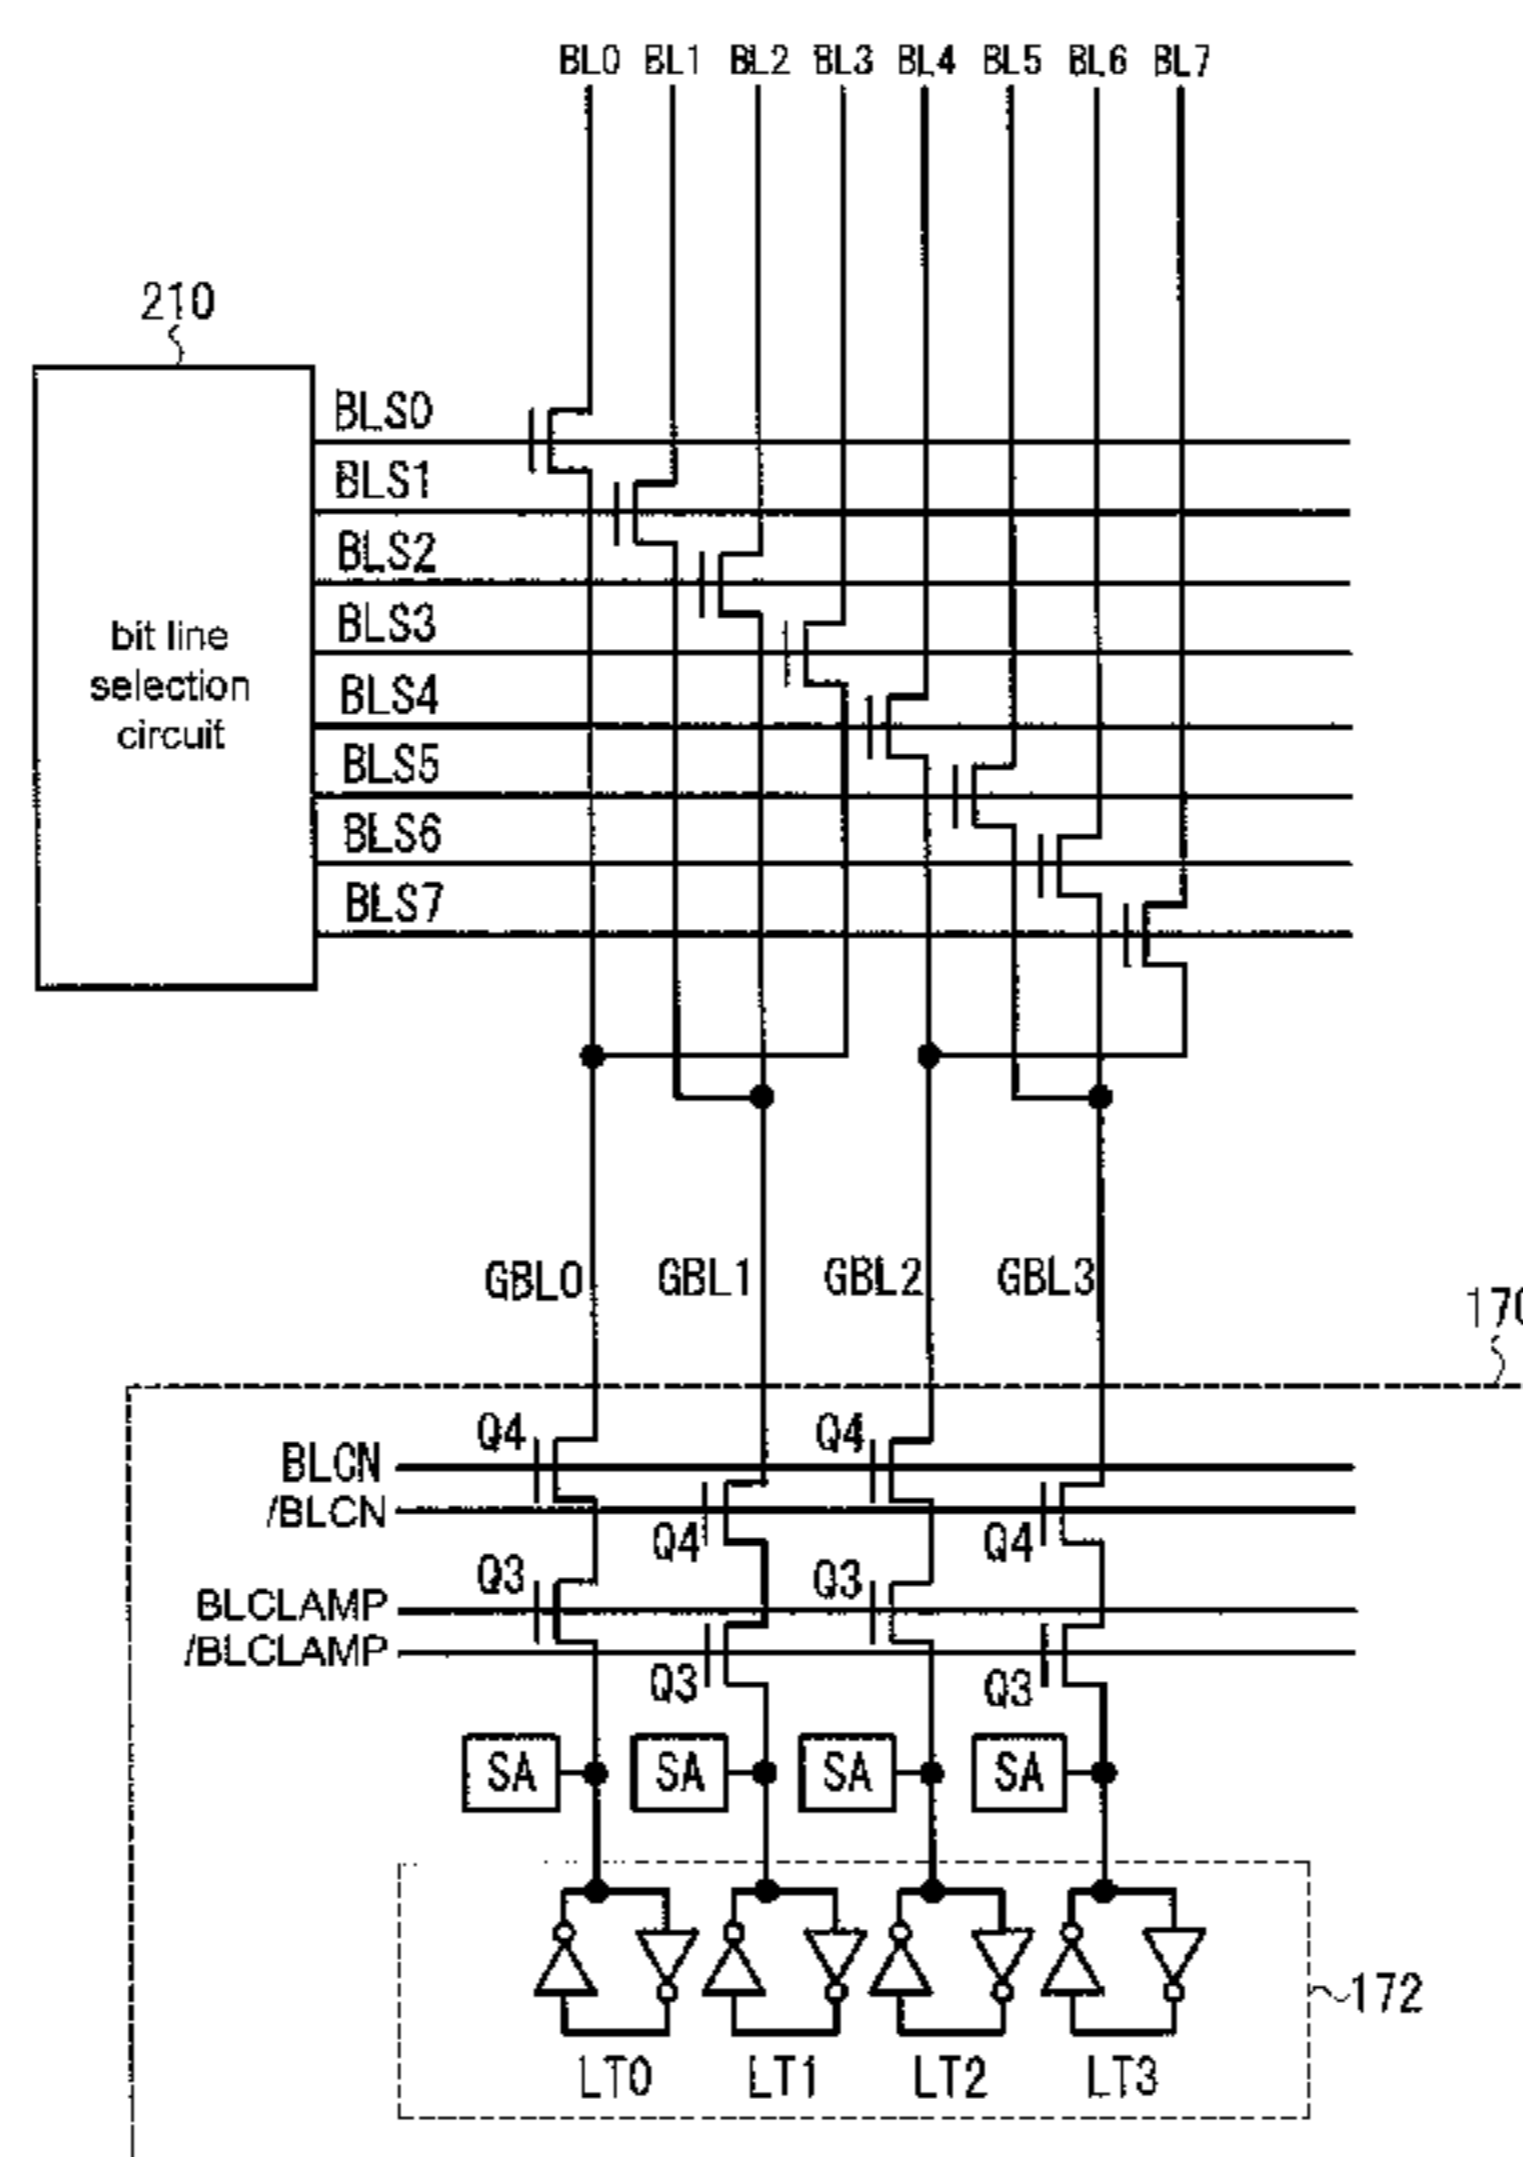 BL0 BL1 BL2 BL3 BL4 BL5 BL6 BL7
210
BLS0
BLS1
BLS2
BLS3
BLS4
BLS5
BLS6
BLS7
bit line
selection
circuit
GBL0 GBL1 GBL2 GBL3
170
Q4 Q4
BLCN
/BLCN
Q4 Q4
Q3 Q3
BLCLAMP
/BLCLAMP
Q3 Q3
SA SA SA SA
172
LT0 LT1 LT2 LT3